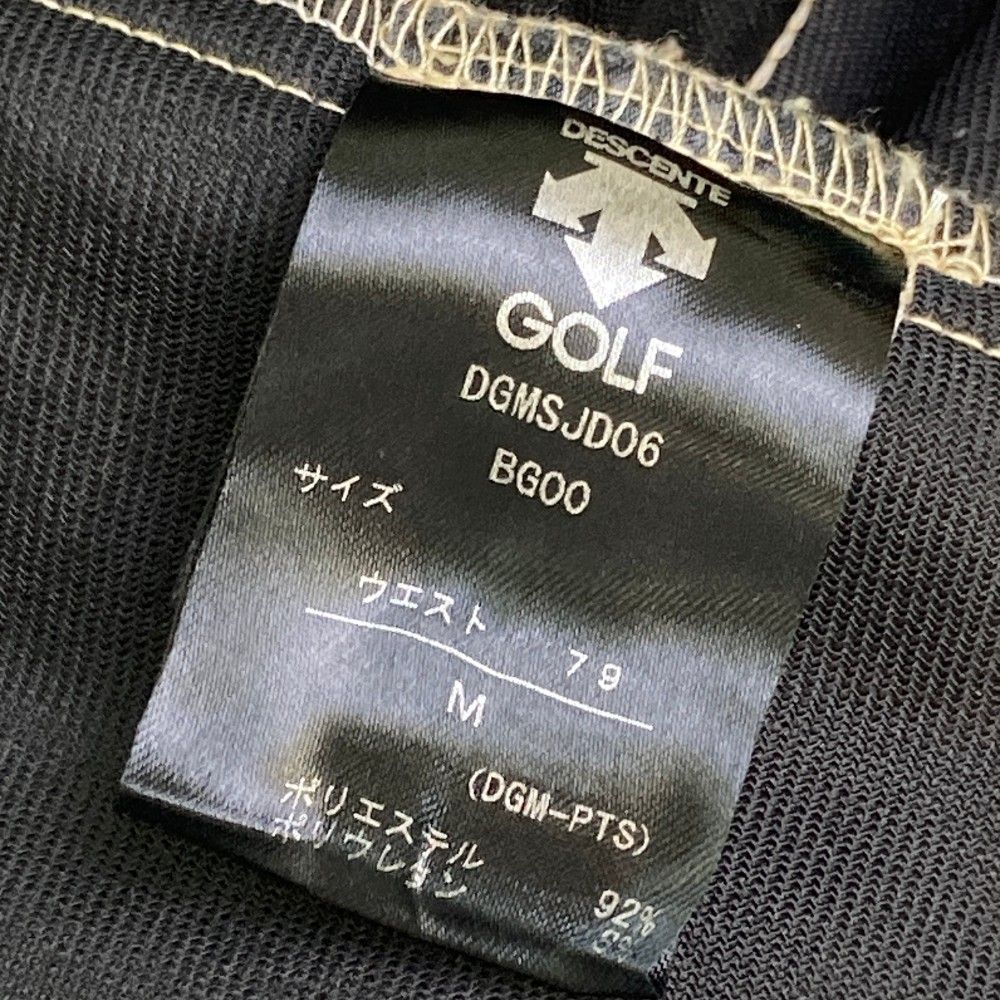 DESCENTE
GOLF
DGMSJD06
BG00
サイズ
ウエスト 79
M
(DGM-PTS)
ポリエステル 92%
ポリウレタン